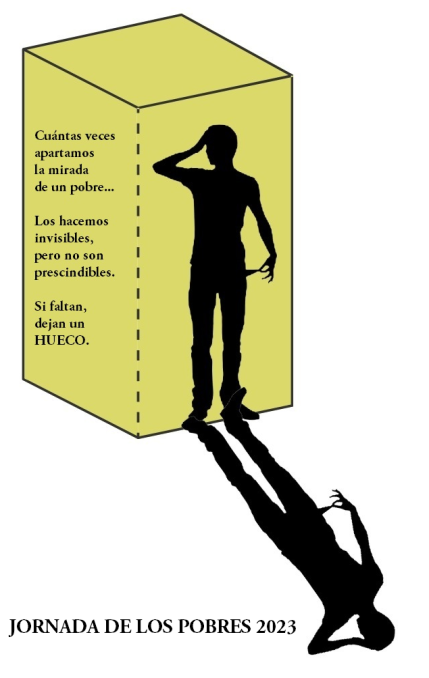 Cuántas veces
apartamos
la mirada
de un pobre...
Los hacemos
invisibles,
pero no son
prescindibles.
Si faltan,
dejan un
HUECO.
JORNADA DE LOS POBRES 2023